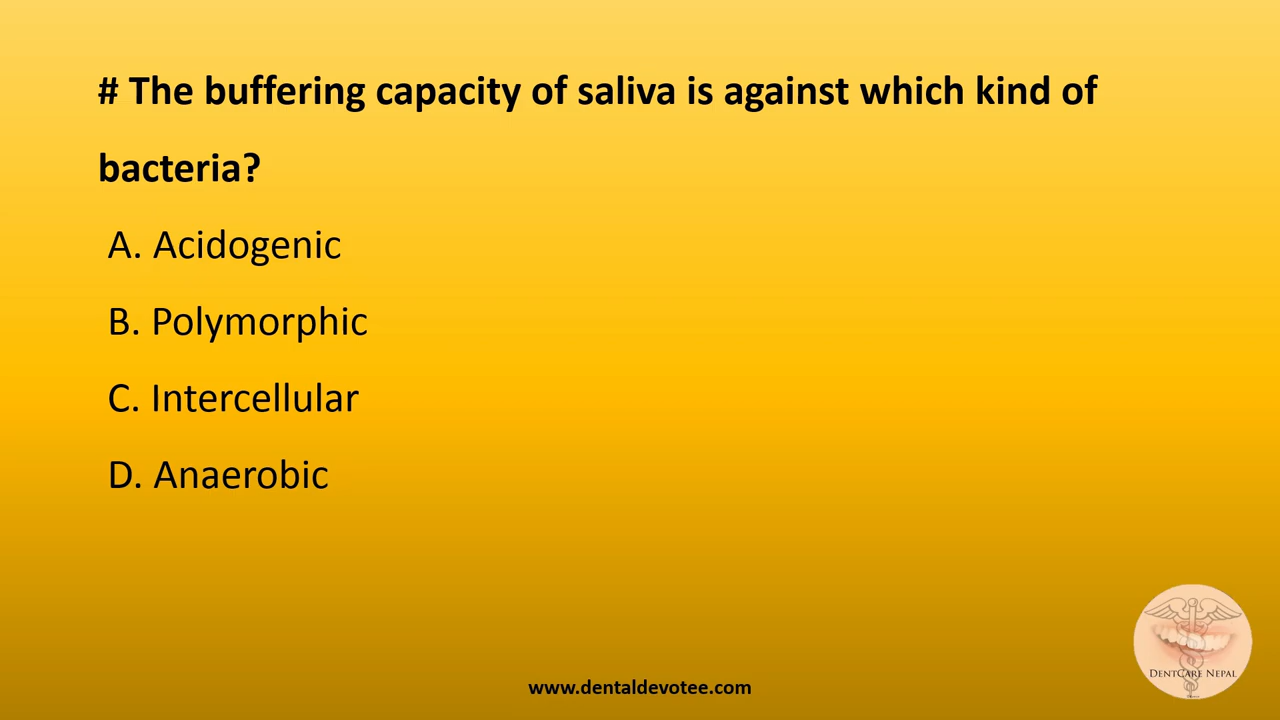 # The buffering capacity of saliva is against which kind of
bacteria?
A. Acidogenic
B. Polymorphic
C. Intercellular
D. Anaerobic
DENTCARE NEPAL
www.dentaldevotee.com